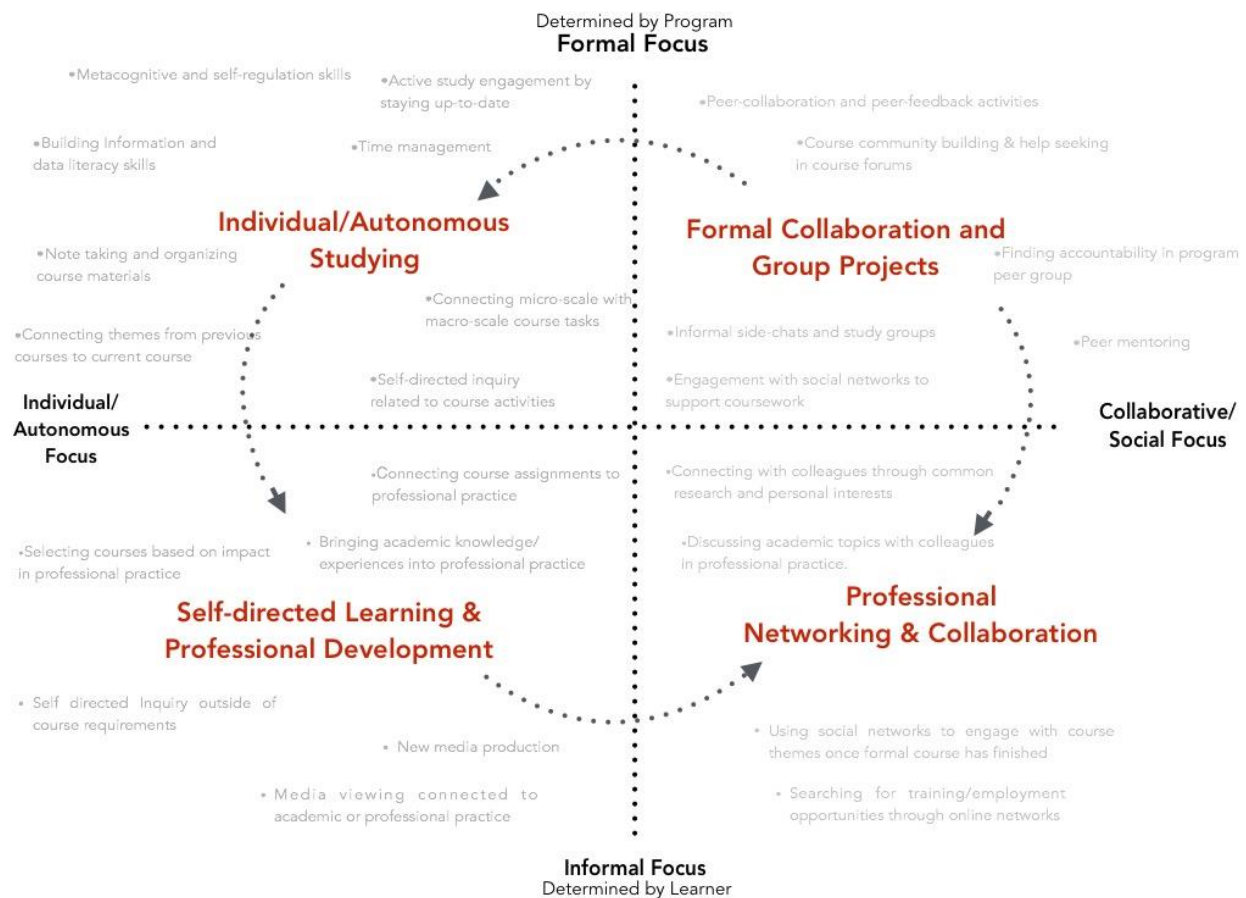 Determined by Program
Formal Focus
•Metacognitive and self-regulation skills
•Active study engagement by
staying up-to-date
•Building Information and
data literacy skills
•Time management
Individual/Autonomous
Studying
•Note taking and organizing
course materials
•Connecting micro-scale with
macro-scale course tasks
•Connecting themes from previous
courses to current course
•Self-directed inquiry
related to course activities
•Peer-collaboration and peer-feedback activities
•Course community building & help seeking
in course forums
Formal Collaboration and
Group Projects
•Finding accountability in program
peer group
•Informal side-chats and study groups
•Peer mentoring
•Engagement with social networks to
support coursework
Individual/
Autonomous
Focus
Collaborative/
Social Focus
•Connecting course assignments to
professional practice
•Selecting courses based on impact
in professional practice
• Bringing academic knowledge/
experiences into professional practice
Self-directed Learning &
Professional Development
• Self directed Inquiry outside of
course requirements
• New media production
• Media viewing connected to
academic or professional practice
•Connecting with colleagues through common
research and personal interests
•Discussing academic topics with colleagues
in professional practice.
Professional
Networking & Collaboration
• Using social networks to engage with course
themes once formal course has finished
• Searching for training/employment
opportunities through online networks
Informal Focus
Determined by Learner